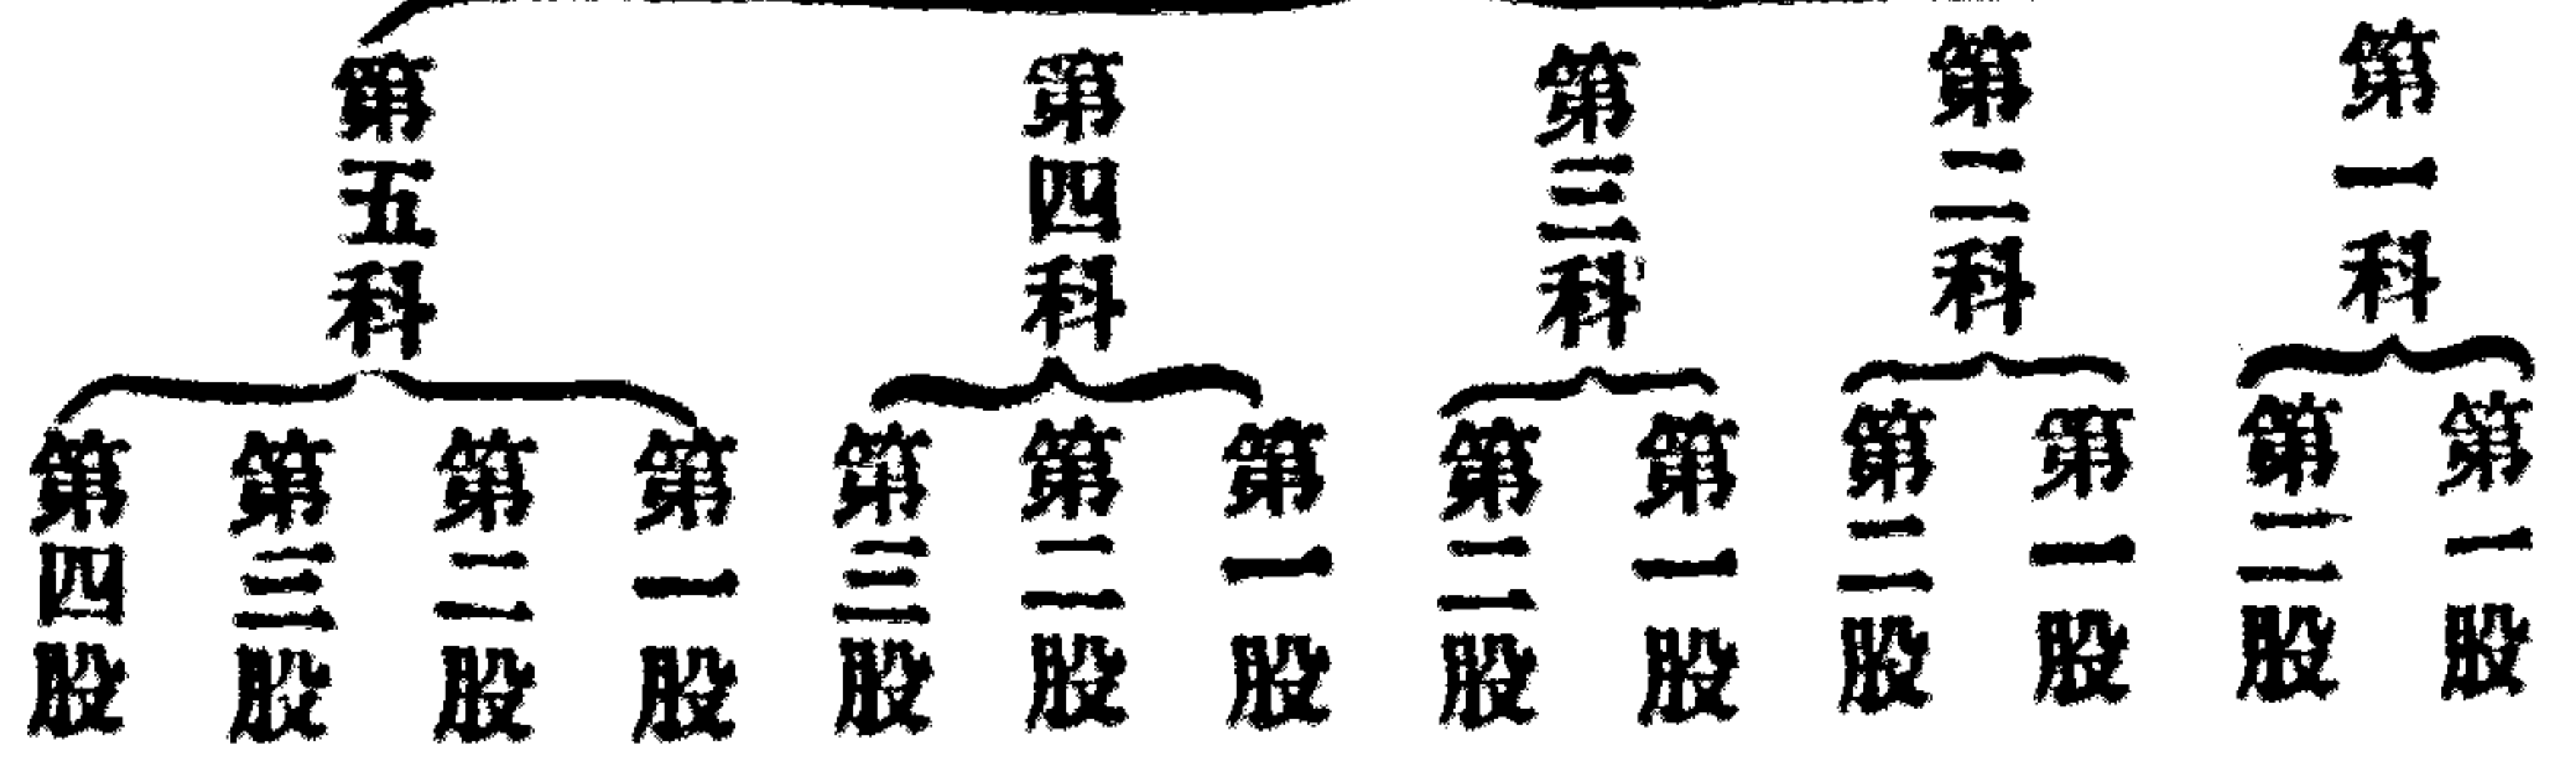 第一科
第二科
第三科
第四科
第五科
第一股
第二股
第一股
第二股
第一股
第二股
第一股
第二股
第三股
第一股
第二股
第三股
第四股